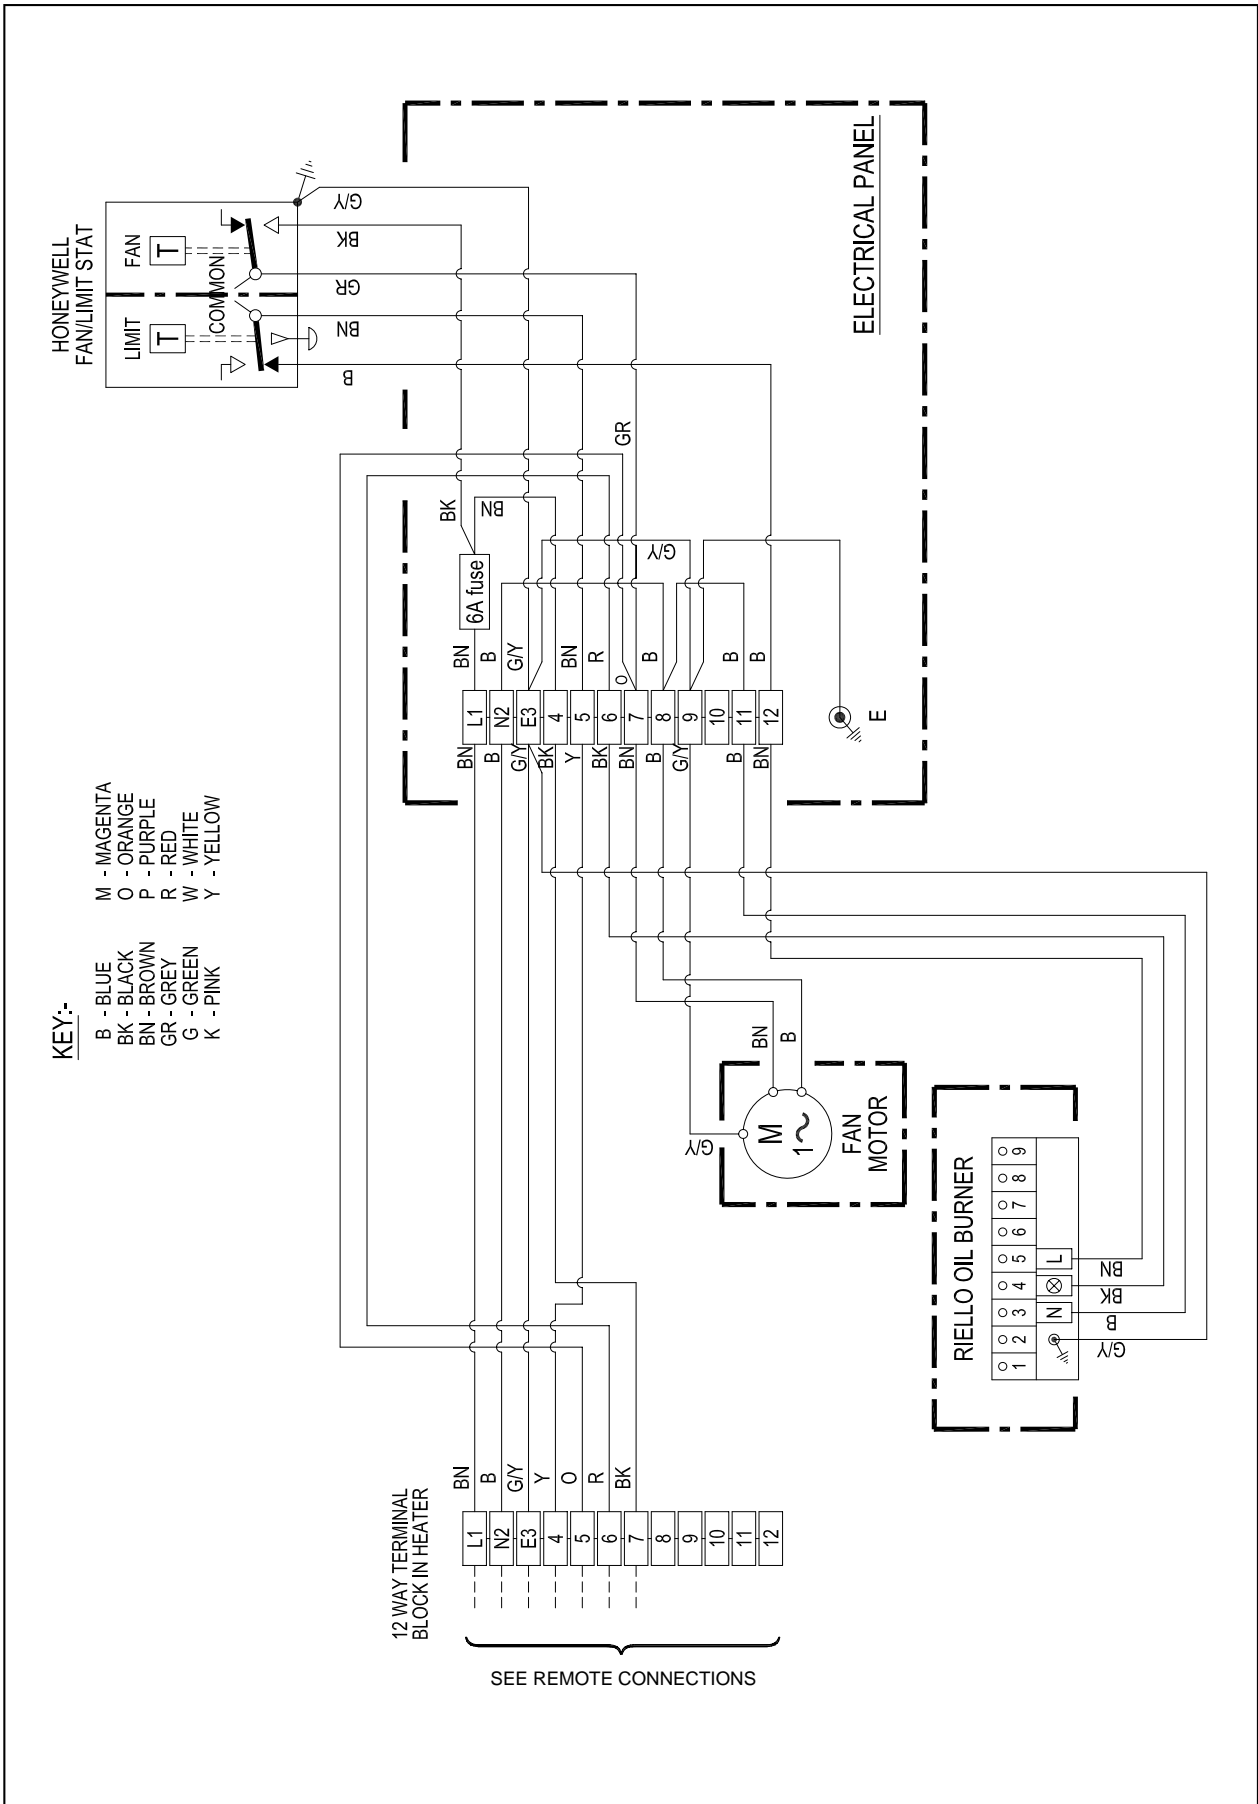 HONEYWELL
FAN/LIMIT STAT
LIMIT
FAN
T
T
COMMON
B
BN
GR
BK
G/Y
ELECTRICAL PANEL
BK
BN
GR
6A fuse
G/Y
BN
B
G/Y
BN
R
O
B
B
B
L1
N2
E3
4
5
6
7
8
9
10
11
12
E
BN
B
G/Y
BK
Y
BK
BN
B
G/Y
B
BN
KEY:-
B - BLUE
BK - BLACK
BN - BROWN
GR - GREY
G - GREEN
K - PINK
M - MAGENTA
O - ORANGE
P - PURPLE
R - RED
W - WHITE
Y - YELLOW
BN
B
G/Y
M
1~
FAN
MOTOR
RIELLO OIL BURNER
1
2
3
4
5
6
7
8
9
N
L
G/Y
B
BK
BN
12 WAY TERMINAL
BLOCK IN HEATER
BN
B
G/Y
Y
O
R
BK
L1
N2
E3
4
5
6
7
8
9
10
11
12
SEE REMOTE CONNECTIONS